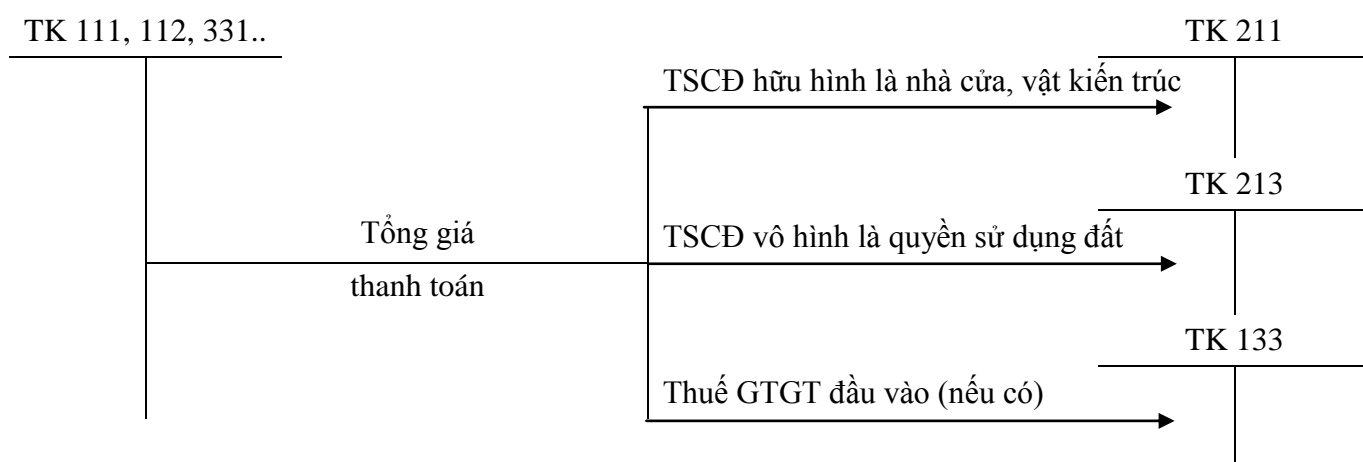 TK 111, 112, 331..
TK 211
TSCĐ hữu hình là nhà cửa, vật kiến trúc
TK 213
Tổng giá
thanh toán
TSCĐ vô hình là quyền sử dụng đất
TK 133
Thuế GTGT đầu vào (nếu có)